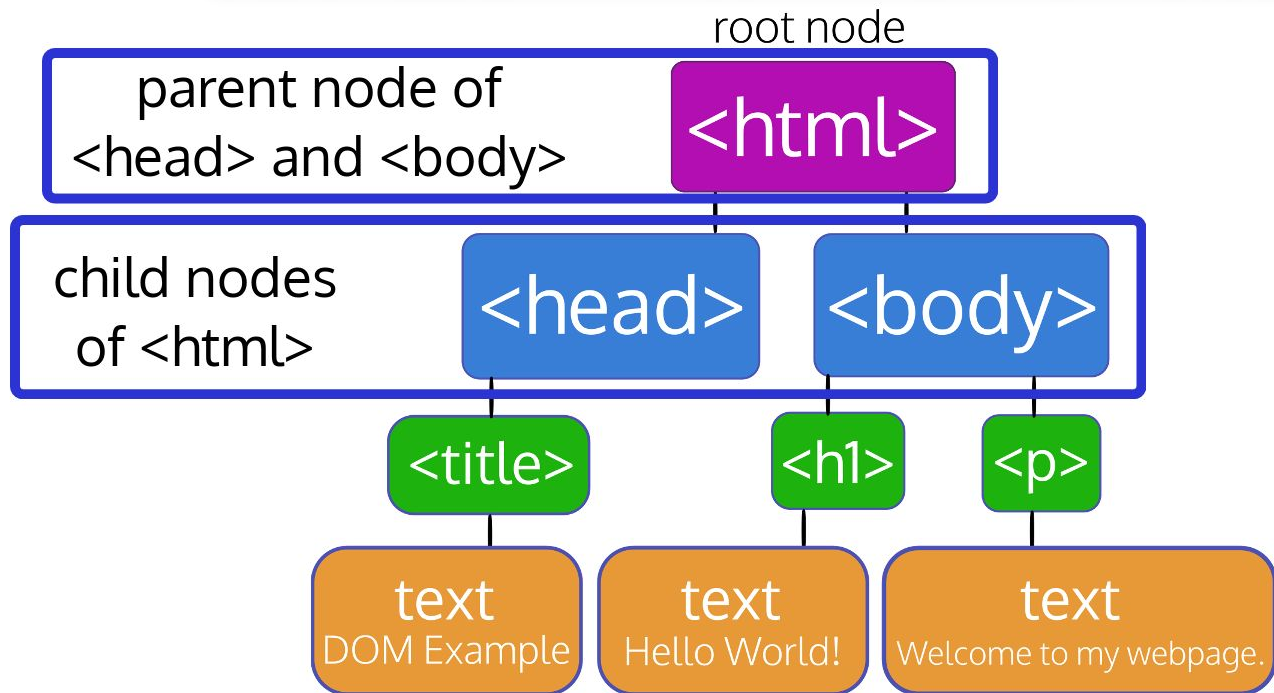 root node
parent node of
<head> and <body>
<html>
child nodes
of <html>
<head>
<body>
<title>
<h1>
<p>
text
DOM Example
text
Hello World!
text
Welcome to my webpage.